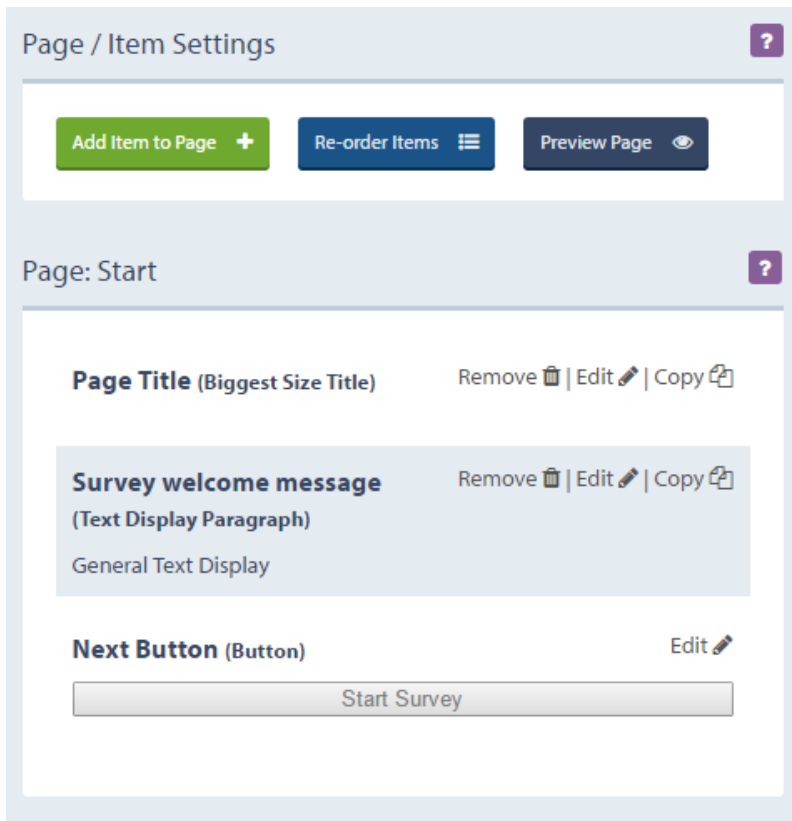 Page / Item Settings ?
Add Item to Page Re-order Items Preview Page
Page: Start ?
Page Title (Biggest Size Title) Remove | Edit | Copy
Survey welcome message Remove | Edit | Copy
(Text Display Paragraph)
General Text Display
Next Button (Button) Edit
Start Survey